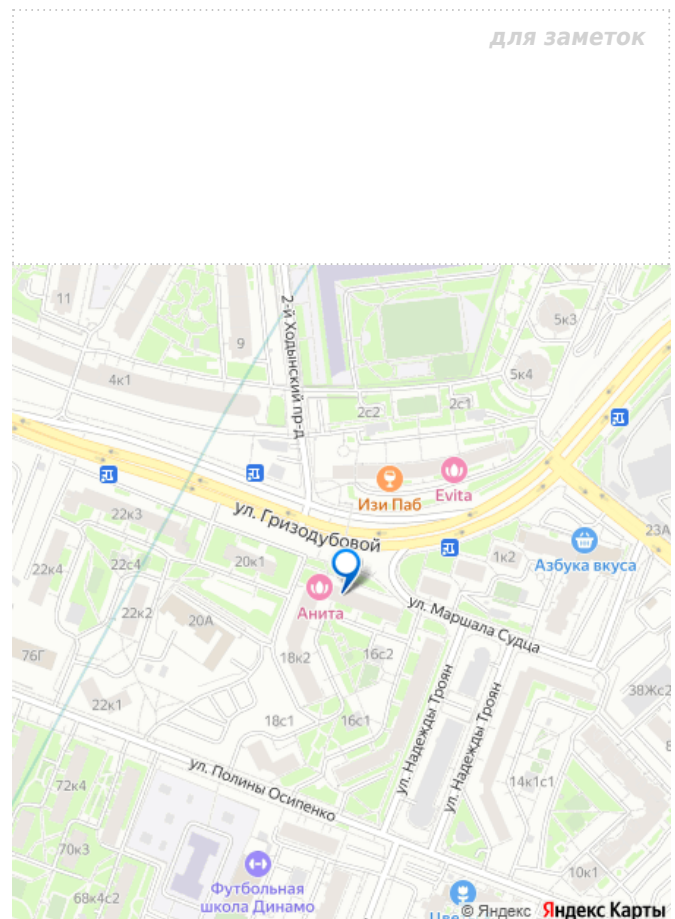 для заметок
11
5к3
2-й Ходынский пр-д
9
4к1
5к4
2с2
2с1
Изи Паб
Evita
22к3
ул. Гризодубовой
23А
22к4
22с4
20к1
1к2
Азбука вкуса
22к2
20А
Анита
ул. Маршала Судца
76Г
18к2
16с2
38Жс2
22к1
18с1
16с1
ул. Надежды Троян
ул. Надежды Троян
72к4
ул. Полины Осипенко
14к1с1
70к3
10к1
68к4с2
Футбольная
школа Динамо
© Яндекс Яндекс Карты